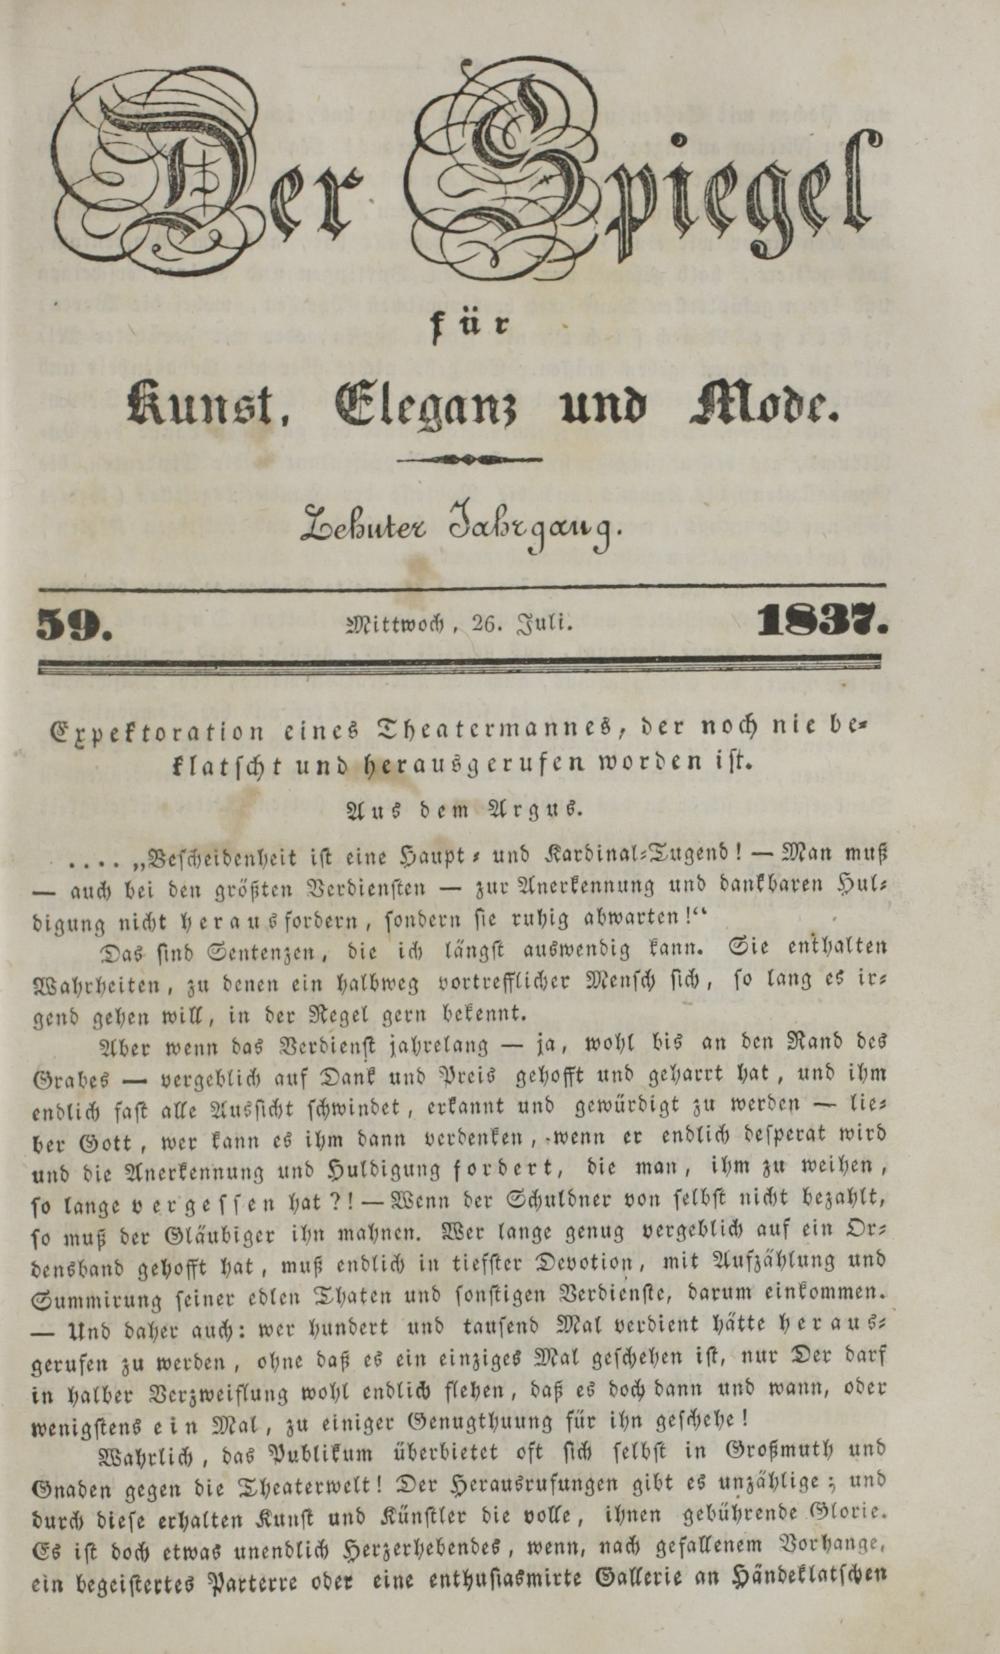 Der Spiegel
für
Kunst, Eleganz und Mode.
Zehnter Jahrgang.
59. Mittwoch, 26. Juli. 1837.
Expektoration eines Theatermannes, der noch nie be-
klatscht und herausgerufen worden ist.
Aus dem Argus.
.... „Bescheidenheit ist eine Haupt- und Kardinal-Tugend! — Man muß
— auch bei den größten Verdiensten — zur Anerkennung und dankbaren Hul-
digung nicht herausfordern, sondern sie ruhig abwarten!“
Das sind Sentenzen, die ich längst auswendig kann. Sie enthalten
Wahrheiten, zu denen ein halbweg vortrefflicher Mensch sich, so lang es ir-
gend gehen will, in der Regel gern bekennt.
Aber wenn das Verdienst jahrelang — ja, wohl bis an den Rand des
Grabes — vergeblich auf Dank und Preis gehofft und geharrt hat, und ihm
endlich fast alle Aussicht schwindet, erkannt und gewürdigt zu werden — lie-
ber Gott, wer kann es ihm dann verdenken, wenn er endlich desperat wird
und die Anerkennung und Huldigung fordert, die man, ihm zu weihen,
so lange vergessen hat?! — Wenn der Schuldner von selbst nicht bezahlt,
so muß der Gläubiger ihn mahnen. Wer lange genug vergeblich auf ein Or-
densband gehofft hat, muß endlich in tiefster Devotion, mit Aufzählung und
Summirung seiner edlen Thaten und sonstigen Verdienste, darum einkommen.
— Und daher auch: wer hundert und tausend Mal verdient hätte heraus-
gerufen zu werden, ohne daß es ein einziges Mal geschehen ist, nur Der darf
in halber Verzweiflung wohl endlich flehen, daß es doch dann und wann, oder
wenigstens ein Mal, zu einiger Genugthuung für ihn geschehe!
Wahrlich, das Publikum überbietet oft sich selbst in Großmuth und
Gnaden gegen die Theaterwelt! Der Herausrufungen gibt es unzählige; und
durch diese erhalten Kunst und Künstler die volle, ihnen gebührende Glorie.
Es ist doch etwas unendlich Herzerhebendes, wenn, nach gefallenem Vorhange,
ein begeistertes Parterre oder eine enthusiasmirte Gallerie an Händeklatschen